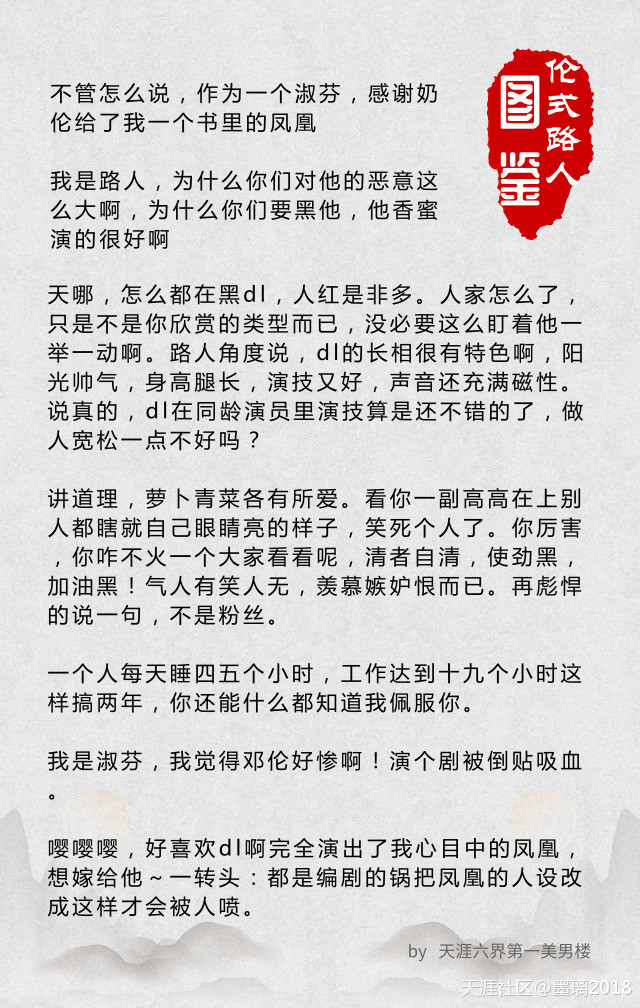 伦式路人
图鉴
不管怎么说，作为一个淑芬，感谢奶
伦给了我一个书里的凤凰
我是路人，为什么你们对他的恶意这
么大啊，为什么你们要黑他，他香蜜
演的很好啊
天哪，怎么都在黑dl，人红是非多。人家怎么了，
只是不是你欣赏的类型而已，没必要这么盯着他一
举一动啊。路人角度说，dl的长相很有特色啊，阳
光帅气，身高腿长，演技又好，声音还充满磁性。
说真的，dl在同龄演员里演技算是还不错的了，做
人宽松一点不好吗？
讲道理，萝卜青菜各有所爱。看你一副高高在上别
人都瞎就自己眼睛亮的样子，笑死个人了。你厉害
，你咋不火一个大家看看呢，清者自清，使劲黑，
加油黑！气人有笑人无，羡慕嫉妒恨而已。再彪悍
的说一句，不是粉丝。
一个人每天睡四五个小时，工作达到十九个小时这
样搞两年，你还能什么都知道我佩服你。
我是淑芬，我觉得邓伦好惨啊！演个剧被倒贴吸血
。
嘤嘤嘤，好喜欢dl啊完全演出了我心目中的凤凰，
想嫁给他～一转头：都是编剧的锅把凤凰的人设改
成这样才会被人喷。
by 天涯六界第一美男楼
天涯社区@墨璃2018